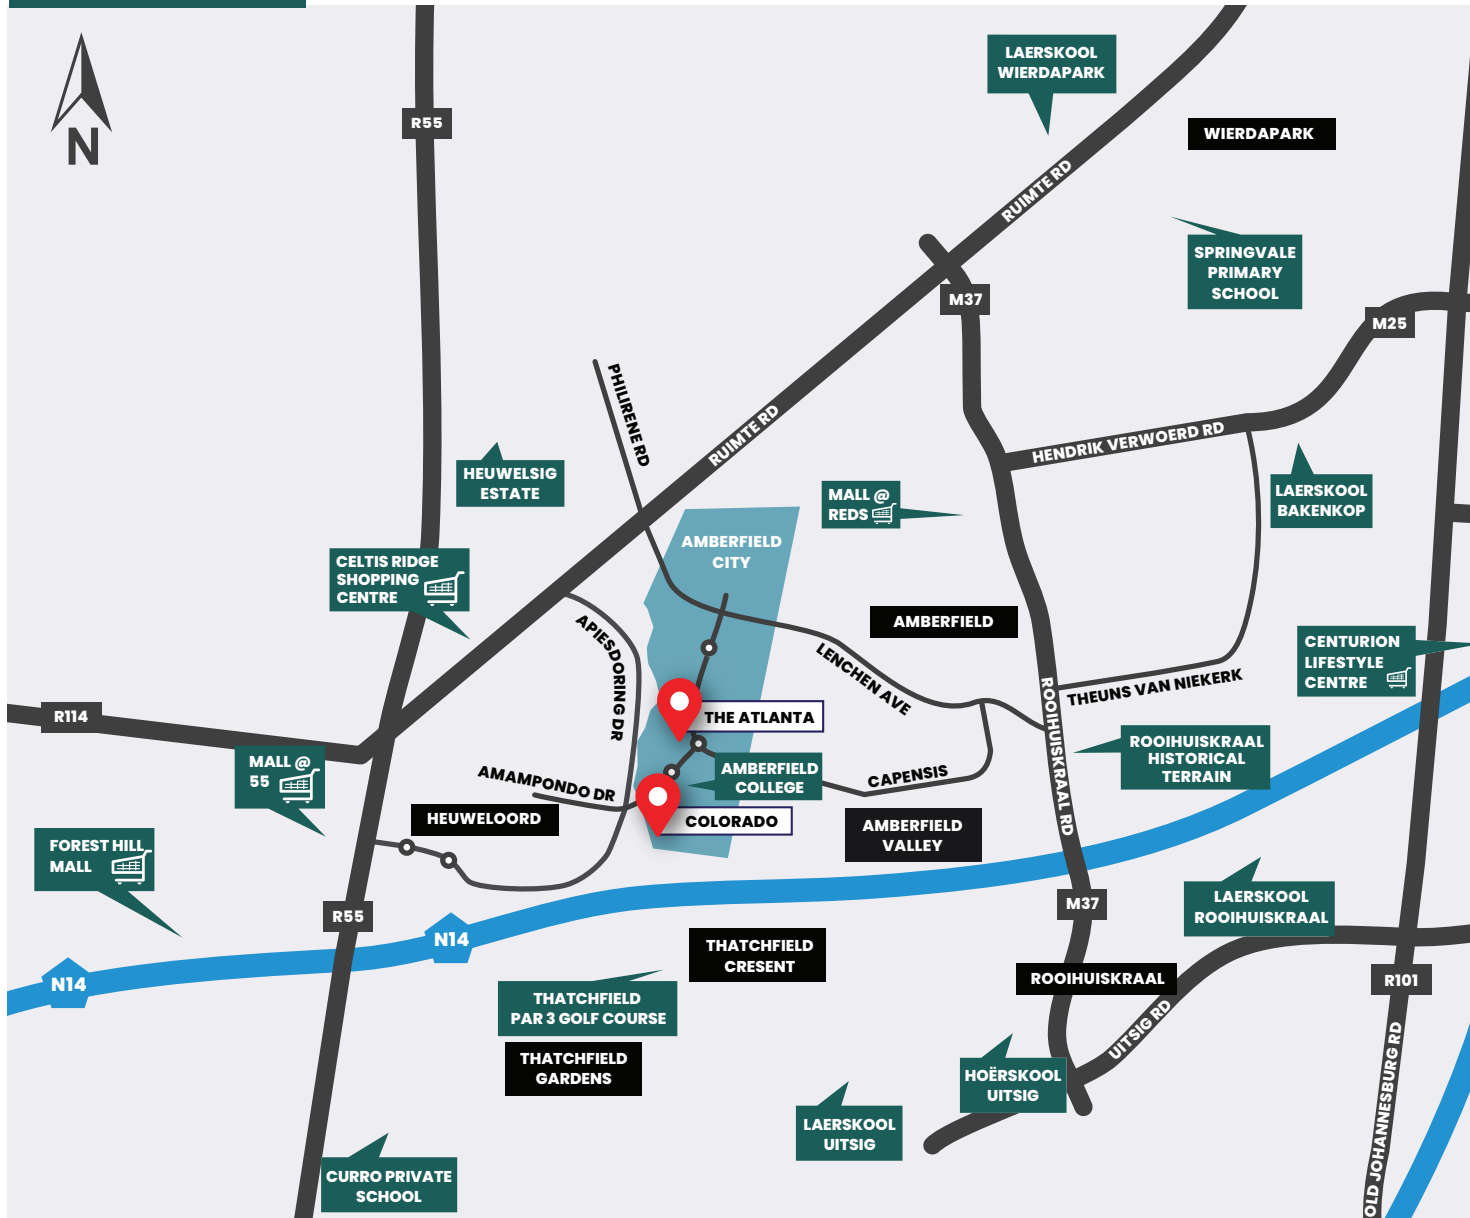 N
R55
LAERSKOOL
WIERDAPARK
WIERDAPARK
RUIMTE RD
SPRINGVALE
PRIMARY
SCHOOL
M37
M25
PHILIRENE RD
RUIMTE RD
HENDRIK VERWOERD RD
HEUWELSIG
ESTATE
MALL @
REDS
LAERSKOOL
BAKENKOP
AMBERFIELD
CITY
CELTIS RIDGE
SHOPPING
CENTRE
AMBERFIELD
APIESDORING DR
LENCHEN AVE
CENTURION
LIFESTYLE
CENTRE
THEUNS VAN NIEKERK
ROOIHUISKRAAL RD
R114
THE ATLANTA
ROOIHUISKRAAL
HISTORICAL
TERRAIN
MALL @
55
AMAMPONDO DR
AMBERFIELD
COLLEGE
CAPENSIS
HEUWELOORD
COLORADO
AMBERFIELD
VALLEY
FOREST HILL
MALL
R55
M37
LAERSKOOL
ROOIHUISKRAAL
N14
N14
THATCHFIELD
CRESENT
ROOIHUISKRAAL
R101
THATCHFIELD
PAR 3 GOLF COURSE
UITSIG RD
THATCHFIELD
GARDENS
HOËRSKOOL
UITSIG
OLD JOHANNESBURG RD
LAERSKOOL
UITSIG
CURRO PRIVATE
SCHOOL